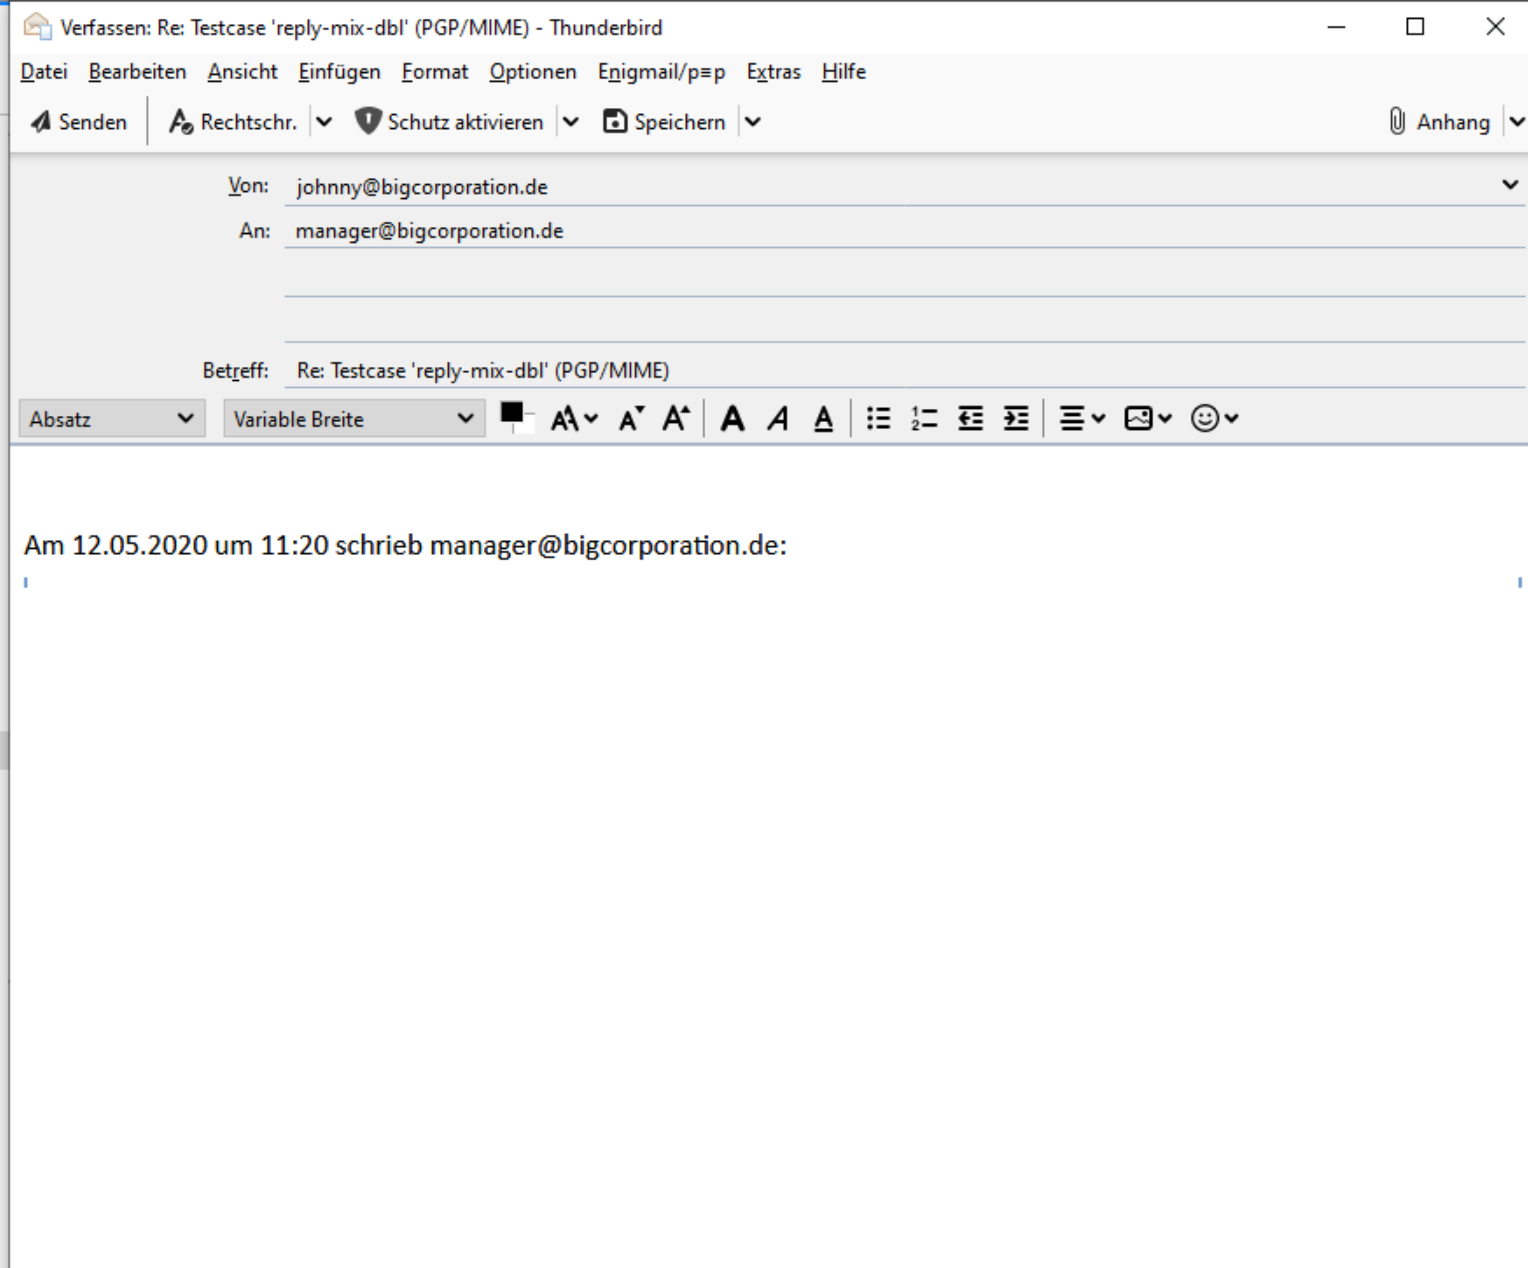 Verfassen: Re: Testcase 'reply-mix-dbl' (PGP/MIME) - Thunderbird
Datei Bearbeiten Ansicht Einfügen Format Optionen Enigmail/p≡p Extras Hilfe
Senden Rechtschr. Schutz aktivieren Speichern Anhang
Von: johnny@bigcorporation.de
An: manager@bigcorporation.de
Betreff: Re: Testcase 'reply-mix-dbl' (PGP/MIME)
Absatz Variable Breite
Am 12.05.2020 um 11:20 schrieb manager@bigcorporation.de: